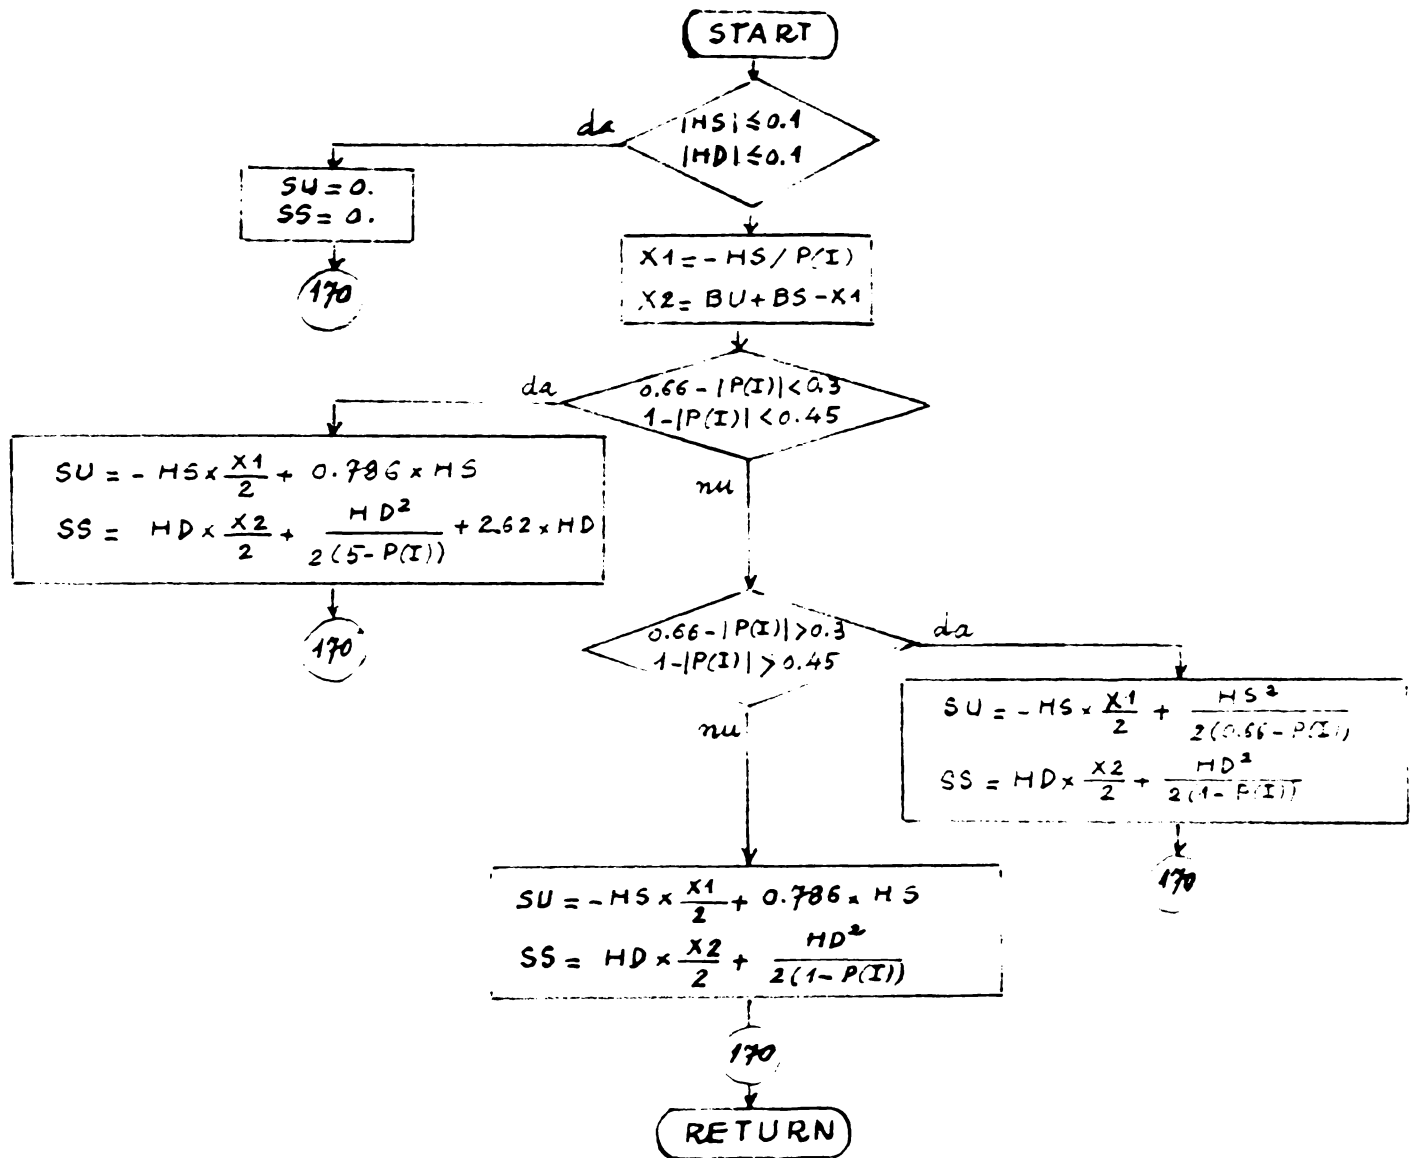 START
|HS| ≤ 0.1
|HD| ≤ 0.1
da
SU = 0.
SS = 0.
170
X1 = - HS / P(I)
X2 = BU + BS - X1
0.66 - |P(I)| < 0.3
1 - |P(I)| < 0.45
da
SU = - HS × X1/2 + 0.786 × HS
SS = HD × X2/2 + HD²/2(5 - P(I)) + 2.62 × HD
170
nu
0.66 - |P(I)| > 0.3
1 - |P(I)| > 0.45
da
SU = - HS × X1/2 + HS²/2(0.66 - P(I))
SS = HD × X2/2 + HD²/2(1 - P(I))
170
nu
SU = - HS × X1/2 + 0.786 × HS
SS = HD × X2/2 + HD²/2(1 - P(I))
170
RETURN